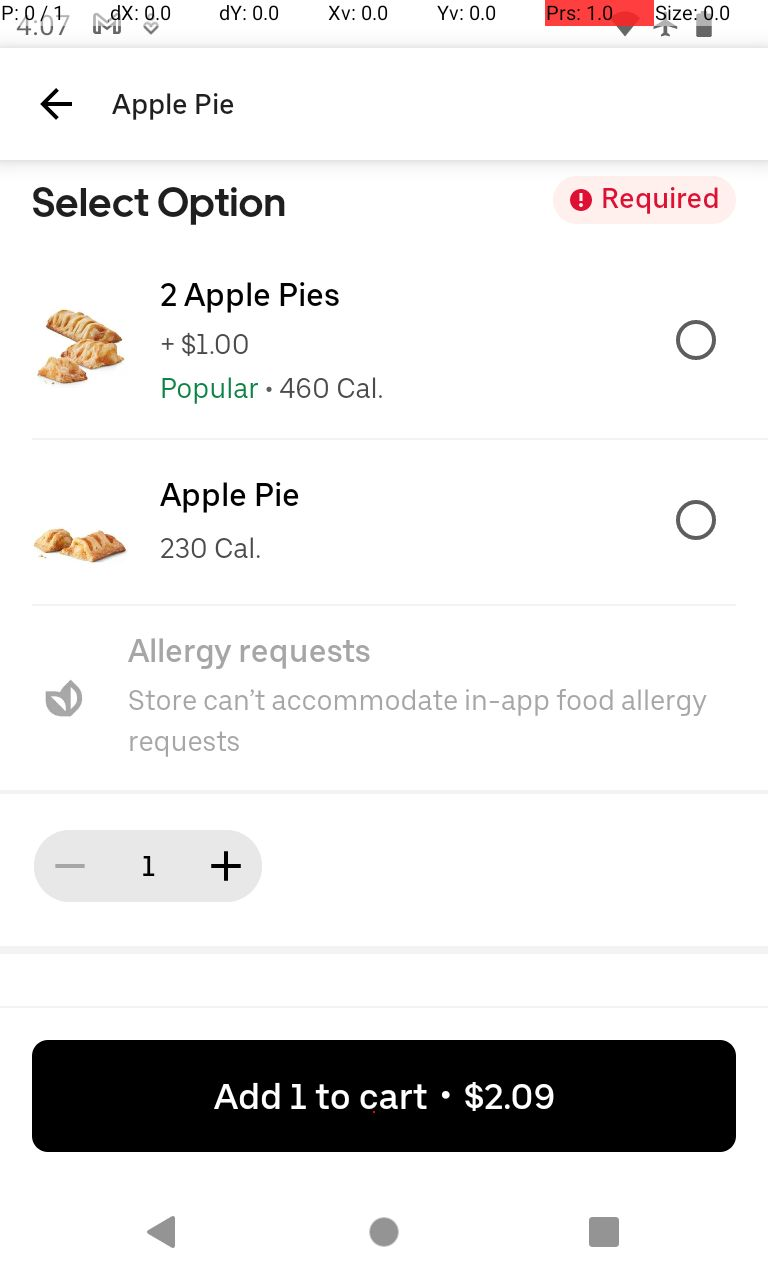 P: 0 / 1 dX: 0.0 dY: 0.0 Xv: 0.0 Yv: 0.0 Prs: 1.0 Size: 0.0
4:07
Apple Pie
Select Option
Required
2 Apple Pies
+ $1.00
Popular • 460 Cal.
Apple Pie
230 Cal.
Allergy requests
Store can’t accommodate in-app food allergy
requests
1
Add 1 to cart • $2.09